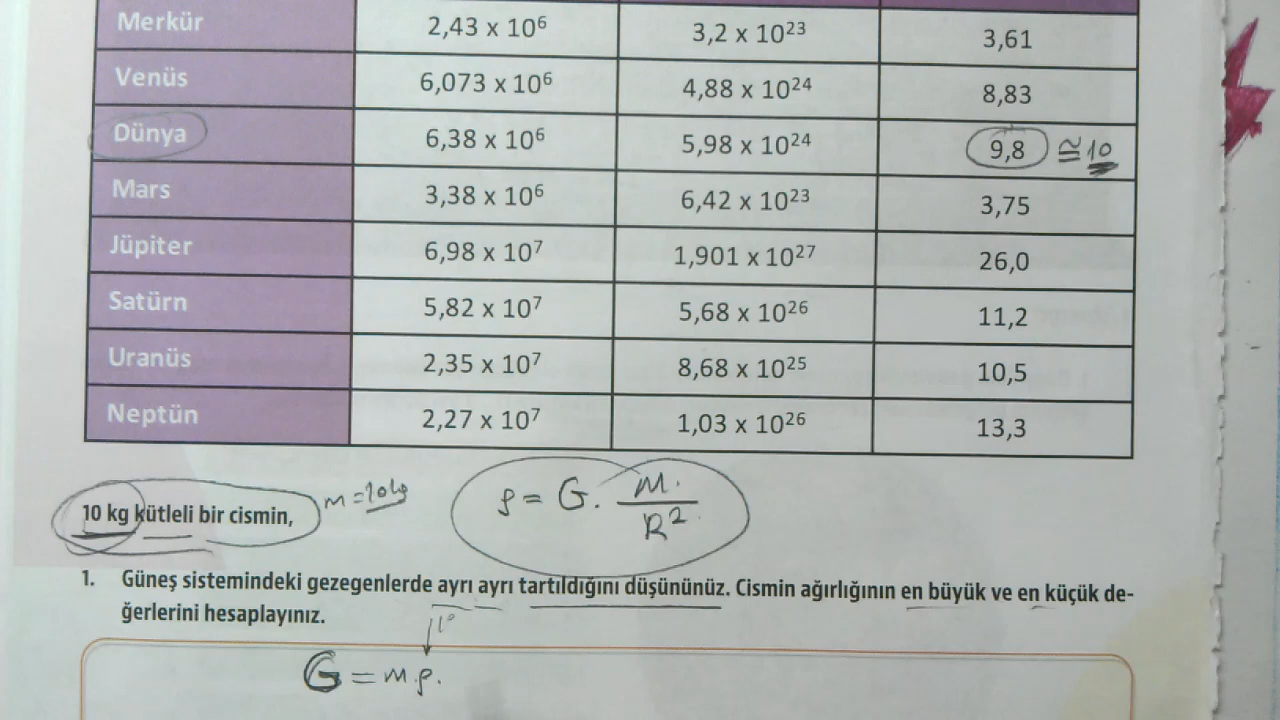 Merkür 2,43 x 10⁶ 3,2 x 10²³ 3,61
Venüs 6,073 x 10⁶ 4,88 x 10²⁴ 8,83
Dünya 6,38 x 10⁶ 5,98 x 10²⁴ 9,8 ≅ 10
Mars 3,38 x 10⁶ 6,42 x 10²³ 3,75
Jüpiter 6,98 x 10⁷ 1,901 x 10²⁷ 26,0
Satürn 5,82 x 10⁷ 5,68 x 10²⁶ 11,2
Uranüs 2,35 x 10⁷ 8,68 x 10²⁵ 10,5
Neptün 2,27 x 10⁷ 1,03 x 10²⁶ 13,3
10 kg kütleli bir cismin, m = 10 kg g = G. M. / R²
1. Güneş sistemindeki gezegenlerde ayrı ayrı tartıldığını düşününüz. Cismin ağırlığının en büyük ve en küçük de-
ğerlerini hesaplayınız.
G = m.g.